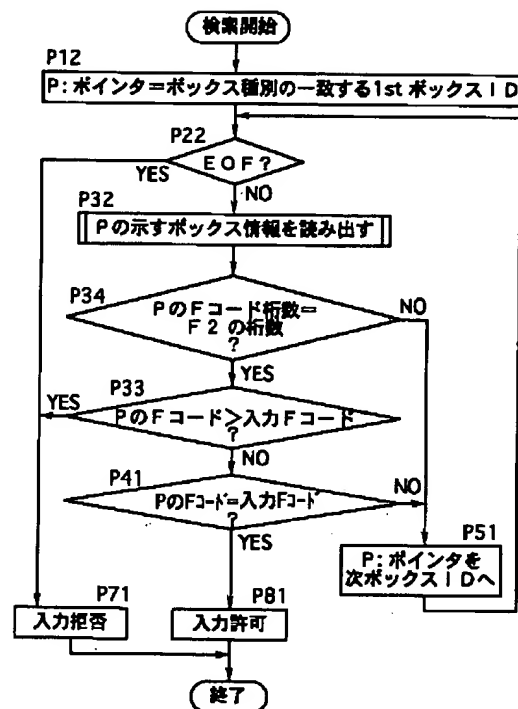 検索開始
P12
P:ポインタ=ボックス種別の一致する1stボックスID
P22
EOF?
YES
NO
P32
Pの示すボックス情報を読み出す
P34
PのFコード桁数=
F2の桁数
?
NO
YES
P33
YES
PのFコード>入力Fコード
?
NO
P41
PのFコード=入力Fコード
?
NO
YES
P51
P:ポインタを
次ボックスIDへ
P71
入力拒否
P81
入力許可
終了